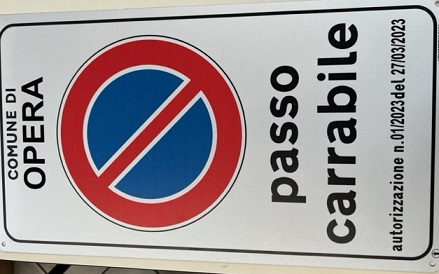 COMUNE DI
OPERA
passo
carrabile
autorizzazione n.01/2023 del 27/03/2023